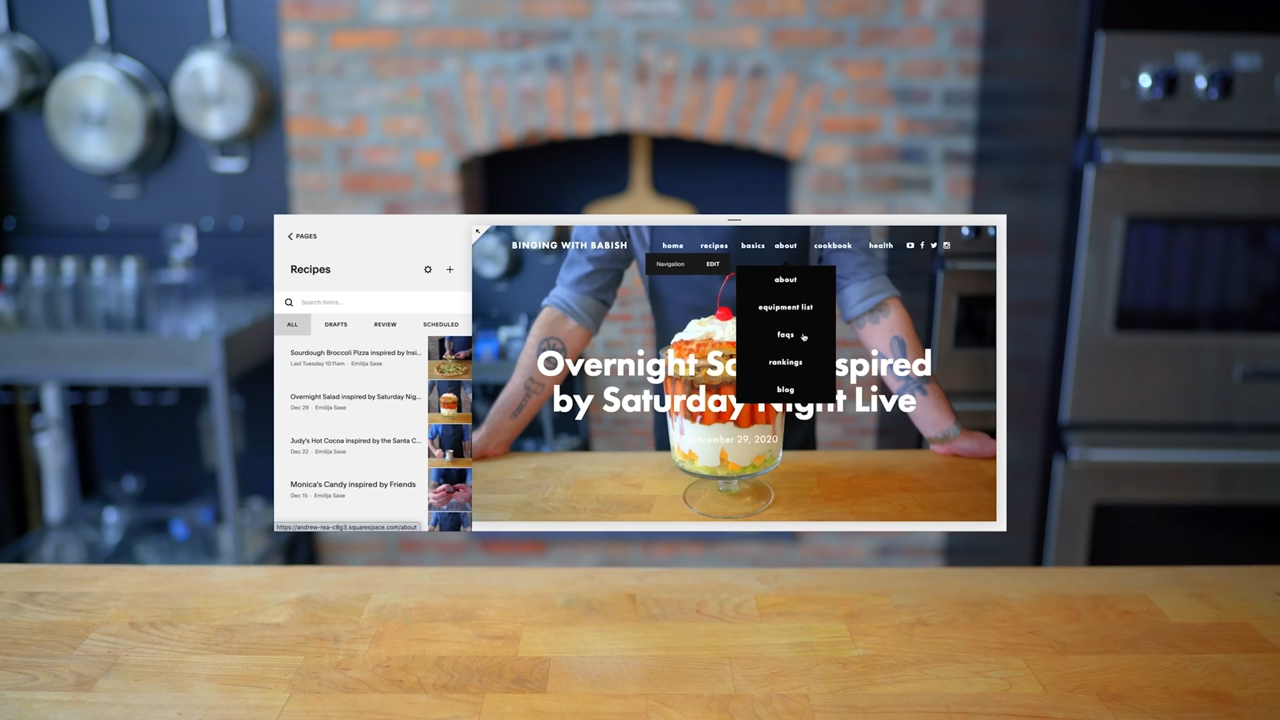 PAGES
Recipes
Search items...
ALL DRAFTS REVIEW SCHEDULED
Sourdough Broccoli Pizza inspired by Insi...
Last Tuesday 10:11am · Emilija Saxe
Overnight Salad inspired by Saturday Nig...
Dec 29 · Emilija Saxe
Judy's Hot Cocoa inspired by the Santa C...
Dec 22 · Emilija Saxe
Monica's Candy inspired by Friends
Dec 15 · Emilija Saxe
https://andrew-rea-c8g3.squarespace.com/about
BINGING WITH BABISH home recipes basics about cookbook health
Navigation EDIT
about
equipment list
faqs
rankings
blog
Overnight Sa spired
by Saturday Night Live
December 29, 2020